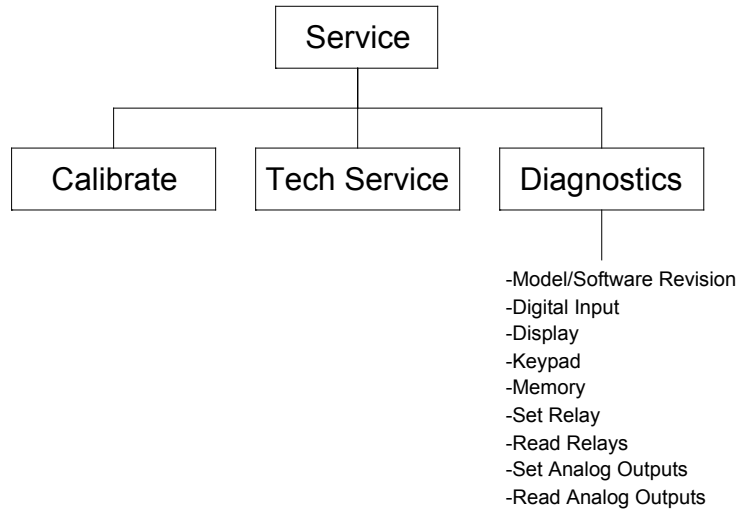 Service
Calibrate
Tech Service
Diagnostics
-Model/Software Revision
-Digital Input
-Display
-Keypad
-Memory
-Set Relay
-Read Relays
-Set Analog Outputs
-Read Analog Outputs